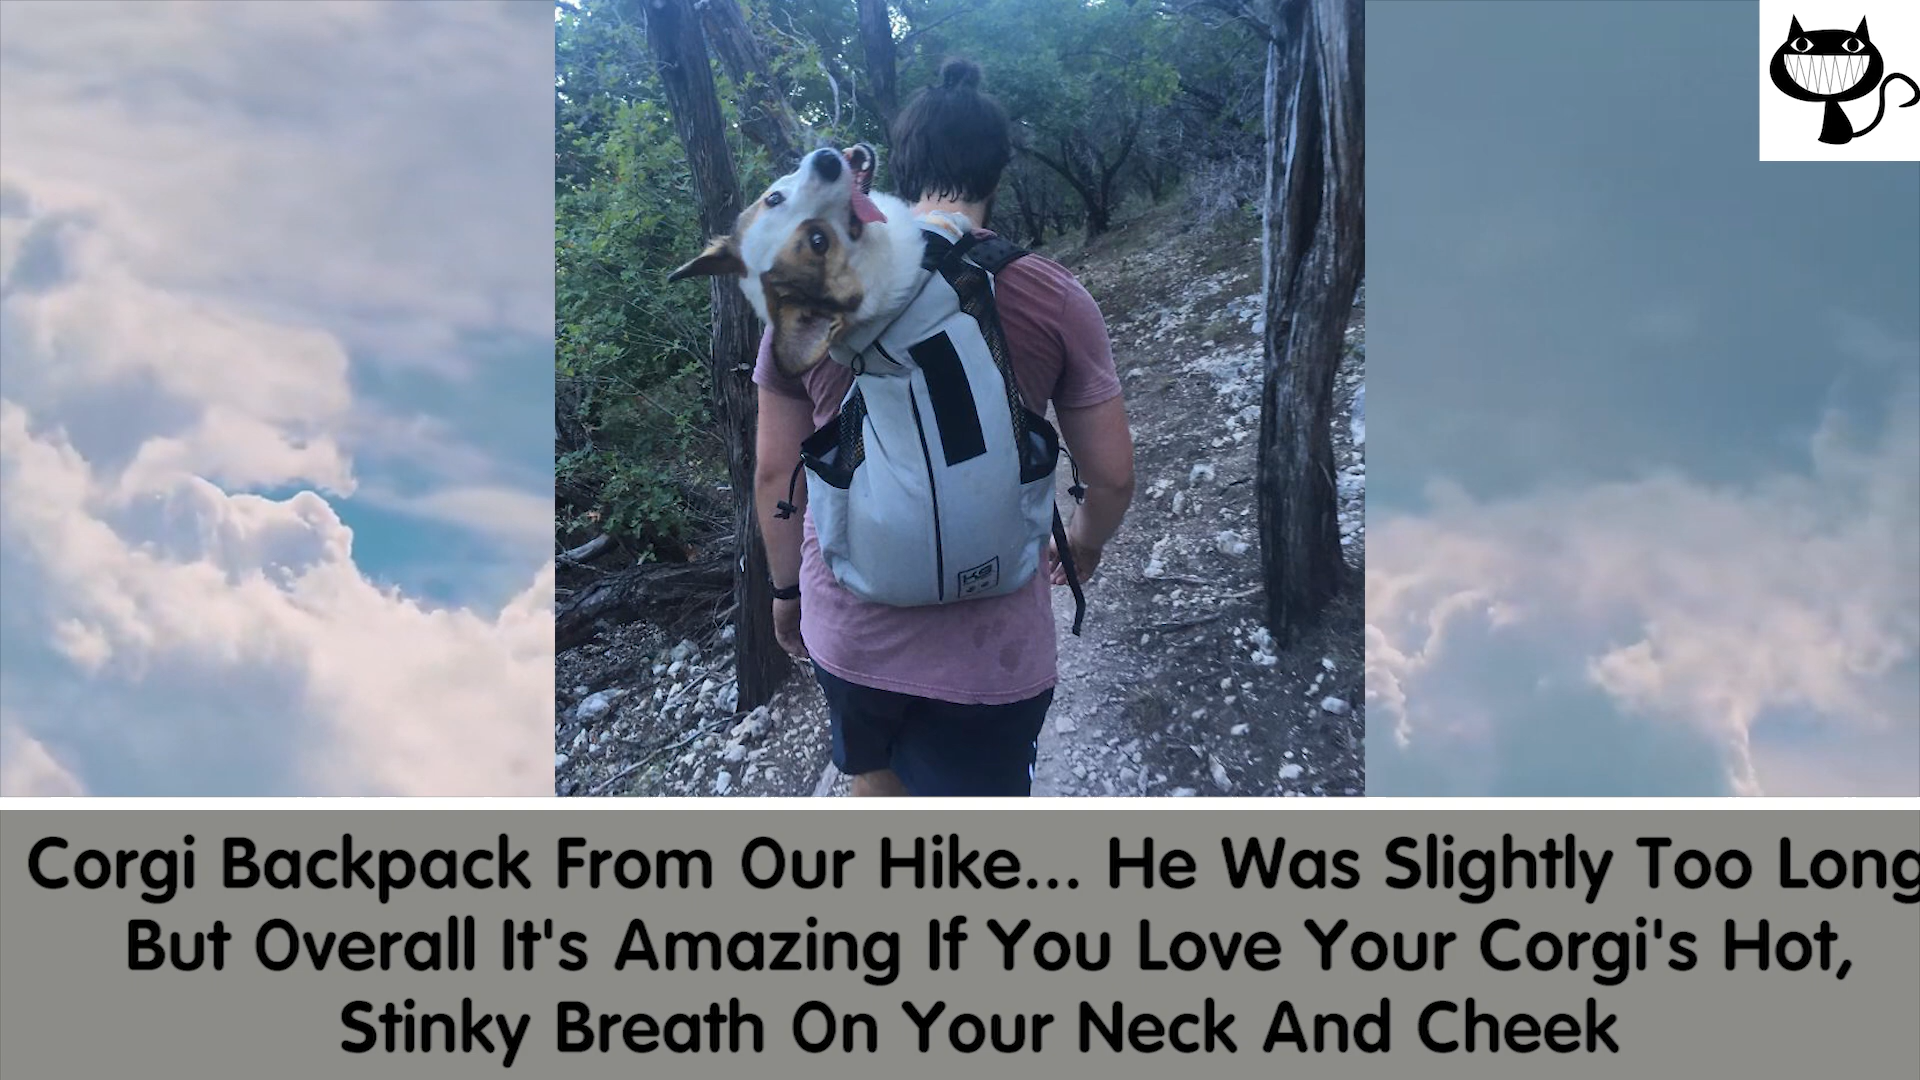 K9
Corgi Backpack From Our Hike... He Was Slightly Too Long
But Overall It's Amazing If You Love Your Corgi's Hot,
Stinky Breath On Your Neck And Cheek